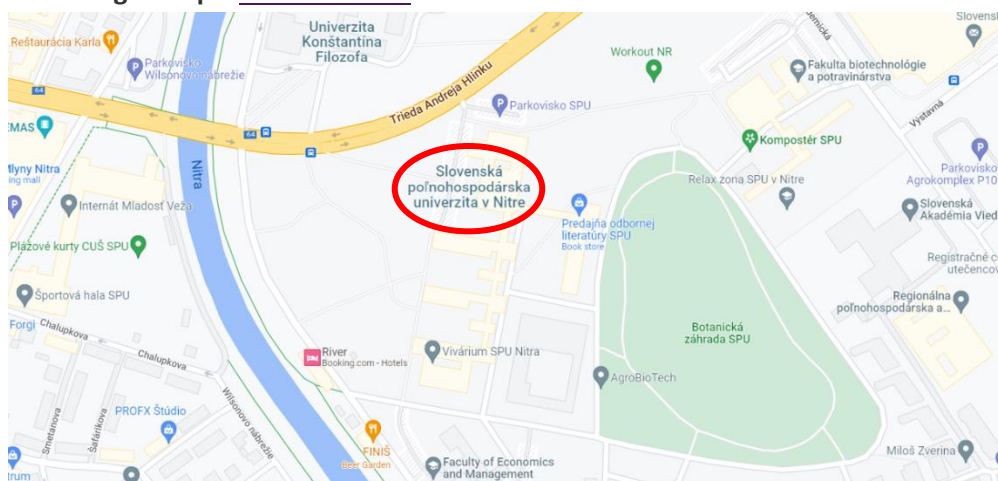 Univerzita
Konštantína
Filozofa
Slovensk
Reštaurácia Karla
Parkovisko
Wilsonovo nábrežie
Workout NR
Fakulta biotechnológie
a potravinárstva
64
Trieda Andreja Hlinku
Parkovisko SPU
Výstavná
EMAS
64
Kompostér SPU
Mlyny Nitra
ing mall
Nitra
Slovenská
poľnohospodárska
univerzita v Nitre
Relax zona SPU v Nitre
Parkovisko
Agrokomplex P10
Internát Mladosť Veža
Predajňa odbornej
literatúry SPU
Book store
Slovenská
Akadémia Vied
Plážové kurty CUŠ SPU
Registračné c
utečencov
Športová hala SPU
Regionálna
poľnohospodárska a...
Forgi
Chalupkova
Chalupkova
Botanická
záhrada SPU
River
Booking.com - Hotels
Vivárium SPU Nitra
AgroBioTech
PROFX Štúdio
Smetanova
Šafárikova
Wilsonovo nábrežie
FINIŠ
Beer Garden
Miloš Zverina
Faculty of Economics
and Management
trum